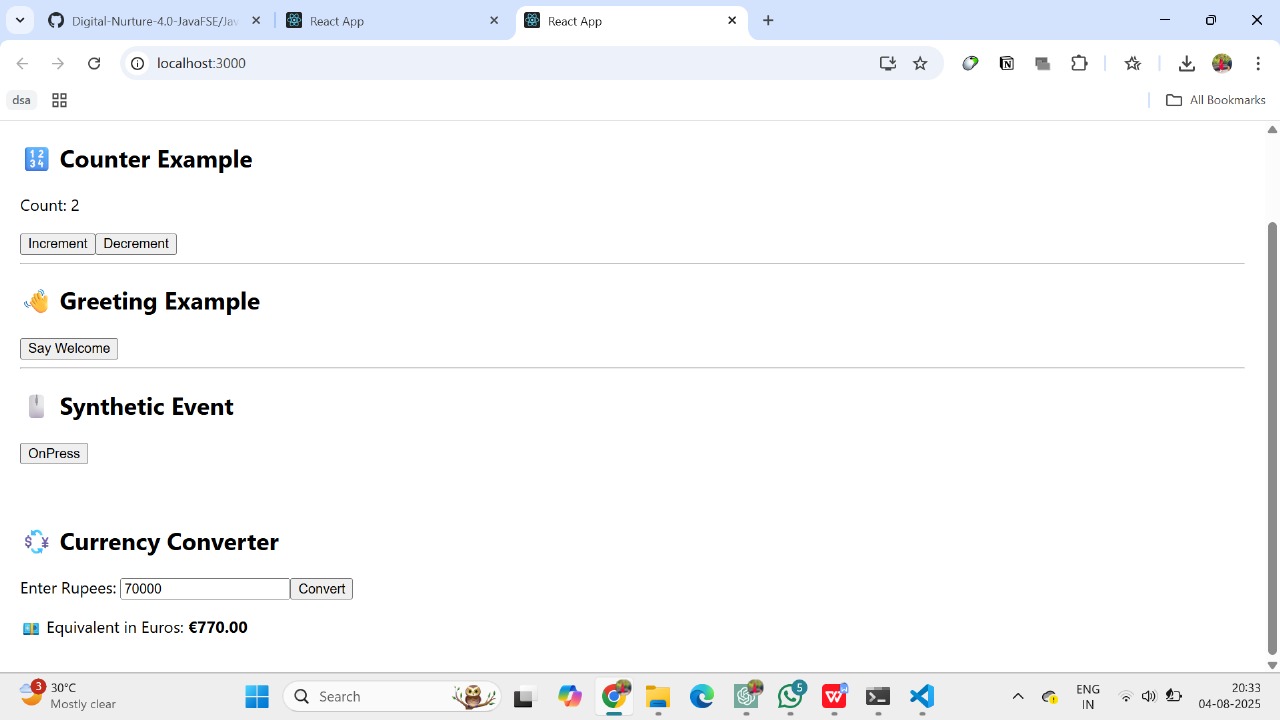 Digital-Nurture-4.0-JavaFSE/Jav
React App
React App
localhost:3000
dsa
All Bookmarks
Counter Example
Count: 2
Increment Decrement
Greeting Example
Say Welcome
Synthetic Event
OnPress
Currency Converter
Enter Rupees: 70000 Convert
Equivalent in Euros: €770.00
3
30°C
Mostly clear
Search
5
ENG
IN
20:33
04-08-2025